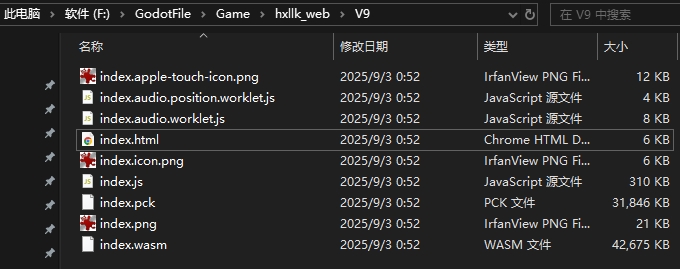 此电脑 > 软件 (F:) > GodotFile > Game > hxllk_web > V9 在 V9 中搜索
名称 修改日期 类型 大小
index.apple-touch-icon.png 2025/9/3 0:52 IrfanView PNG Fi... 12 KB
index.audio.position.worklet.js 2025/9/3 0:52 JavaScript 源文件 4 KB
index.audio.worklet.js 2025/9/3 0:52 JavaScript 源文件 8 KB
index.html 2025/9/3 0:52 Chrome HTML D... 6 KB
index.icon.png 2025/9/3 0:52 IrfanView PNG Fi... 6 KB
index.js 2025/9/3 0:52 JavaScript 源文件 310 KB
index.pck 2025/9/3 0:52 PCK 文件 31,846 KB
index.png 2025/9/3 0:52 IrfanView PNG Fi... 21 KB
index.wasm 2025/9/3 0:52 WASM 文件 42,675 KB